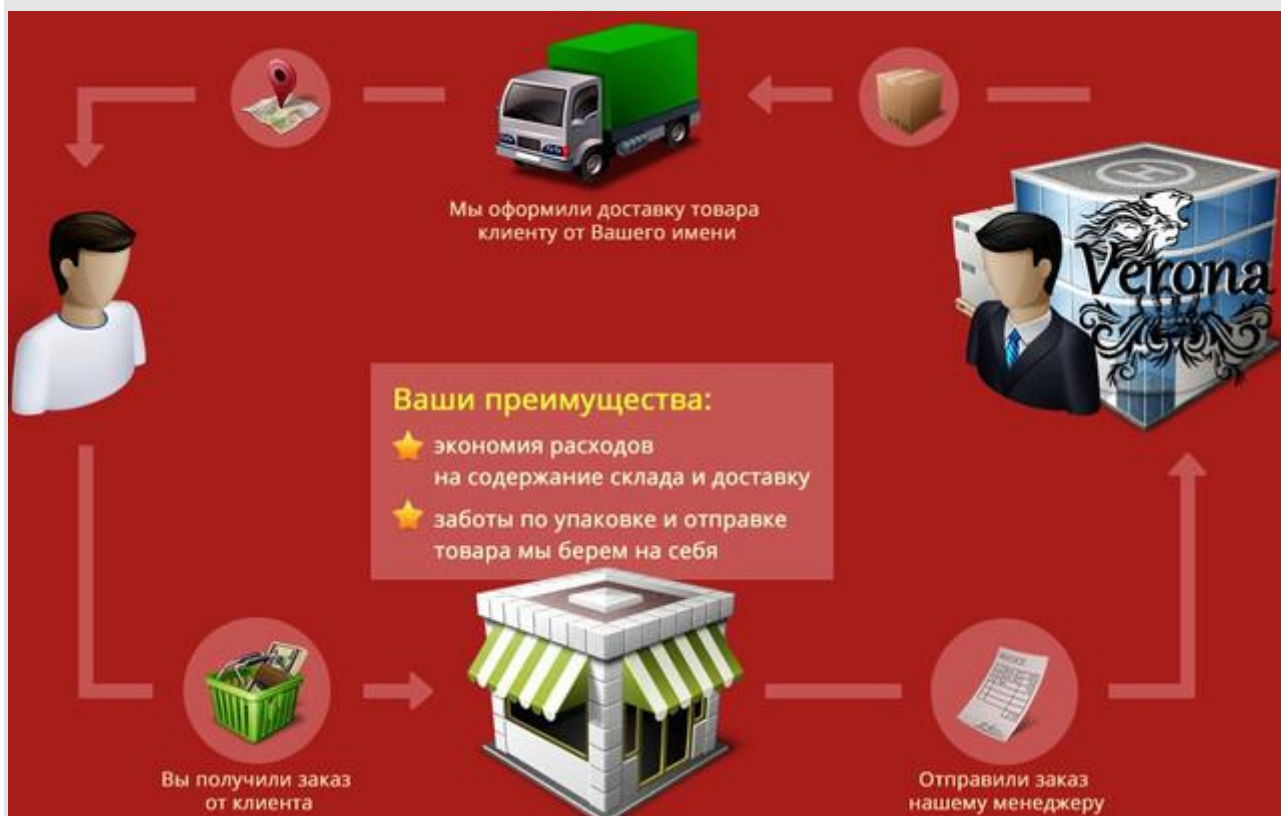 Мы оформили доставку товара
клиенту от Вашего имени
Verona
Ваши преимущества:
экономия расходов
на содержание склада и доставку
заботы по упаковке и отправке
товара мы берем на себя
Вы получили заказ
от клиента
Отправили заказ
нашему менеджеру